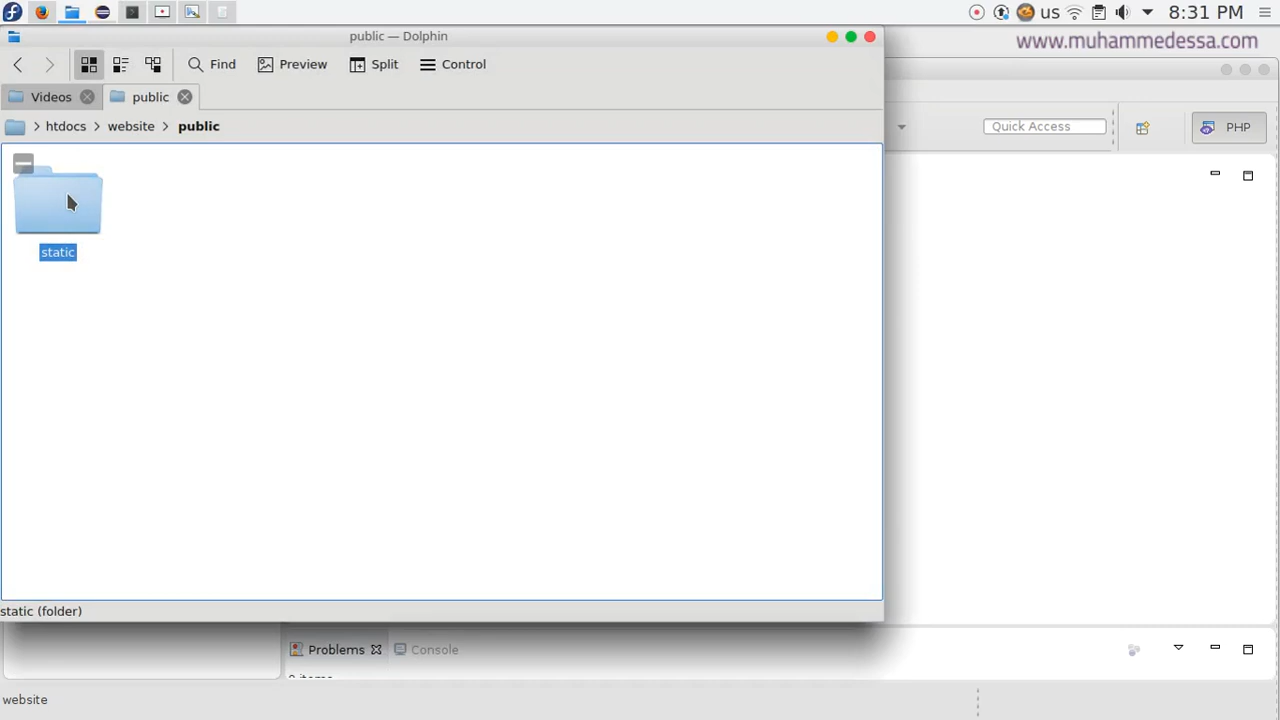 us
8:31 PM
public — Dolphin
www.muhammedessa.com
Find
Preview
Split
Control
Videos
public
Quick Access
PHP
> htdocs > website > public
static
static (folder)
Problems
Console
website